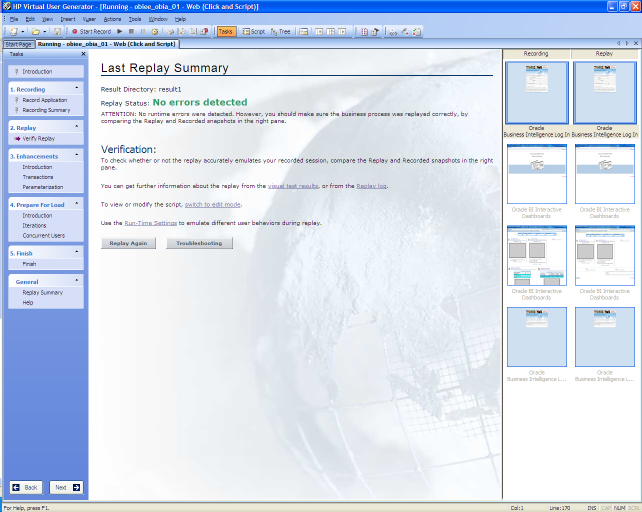 HP Virtual User Generator - [Running - obiee_obia_01 - Web (Click and Script)]
File Edit View Insert Vuser Actions Tools Window Help
Start Record
Tasks
Script
Tree
Start Page
Running - obiee_obia_01 - Web (Click and Script)
Tasks
Introduction
1. Recording
Record Application
Recording Summary
2. Replay
Verify Replay
3. Enhancements
Introduction
Transactions
Parameterization
4. Prepare For Load
Introduction
Iterations
Concurrent Users
5. Finish
Finish
General
Replay Summary
Help
Back
Next
Last Replay Summary
Result Directory: result1
Replay Status: No errors detected
ATTENTION: No runtime errors were detected. However, you should make sure the business process was replayed correctly, by
comparing the Replay and Recorded snapshots in the right pane.
Verification:
To check whether or not the replay accurately emulates your recorded session, compare the Replay and Recorded snapshots in the right
pane.
You can get further information about the replay from the visual test results, or from the Replay log.
To view or modify the script, switch to edit mode.
Use the Run-Time Settings to emulate different user behaviors during replay.
Replay Again
Troubleshooting
Recording
Replay
Oracle
Business Intelligence Log In
Oracle
Business Intelligence Log In
Oracle BI Interactive
Dashboards
Oracle BI Interactive
Dashboards
Oracle BI Interactive
Dashboards
Oracle BI Interactive
Dashboards
Oracle
Business Intelligence L...
Oracle
Business Intelligence L...
For Help, press F1.
Col:1
Line:170
INS
CAP
NUM
SCRL